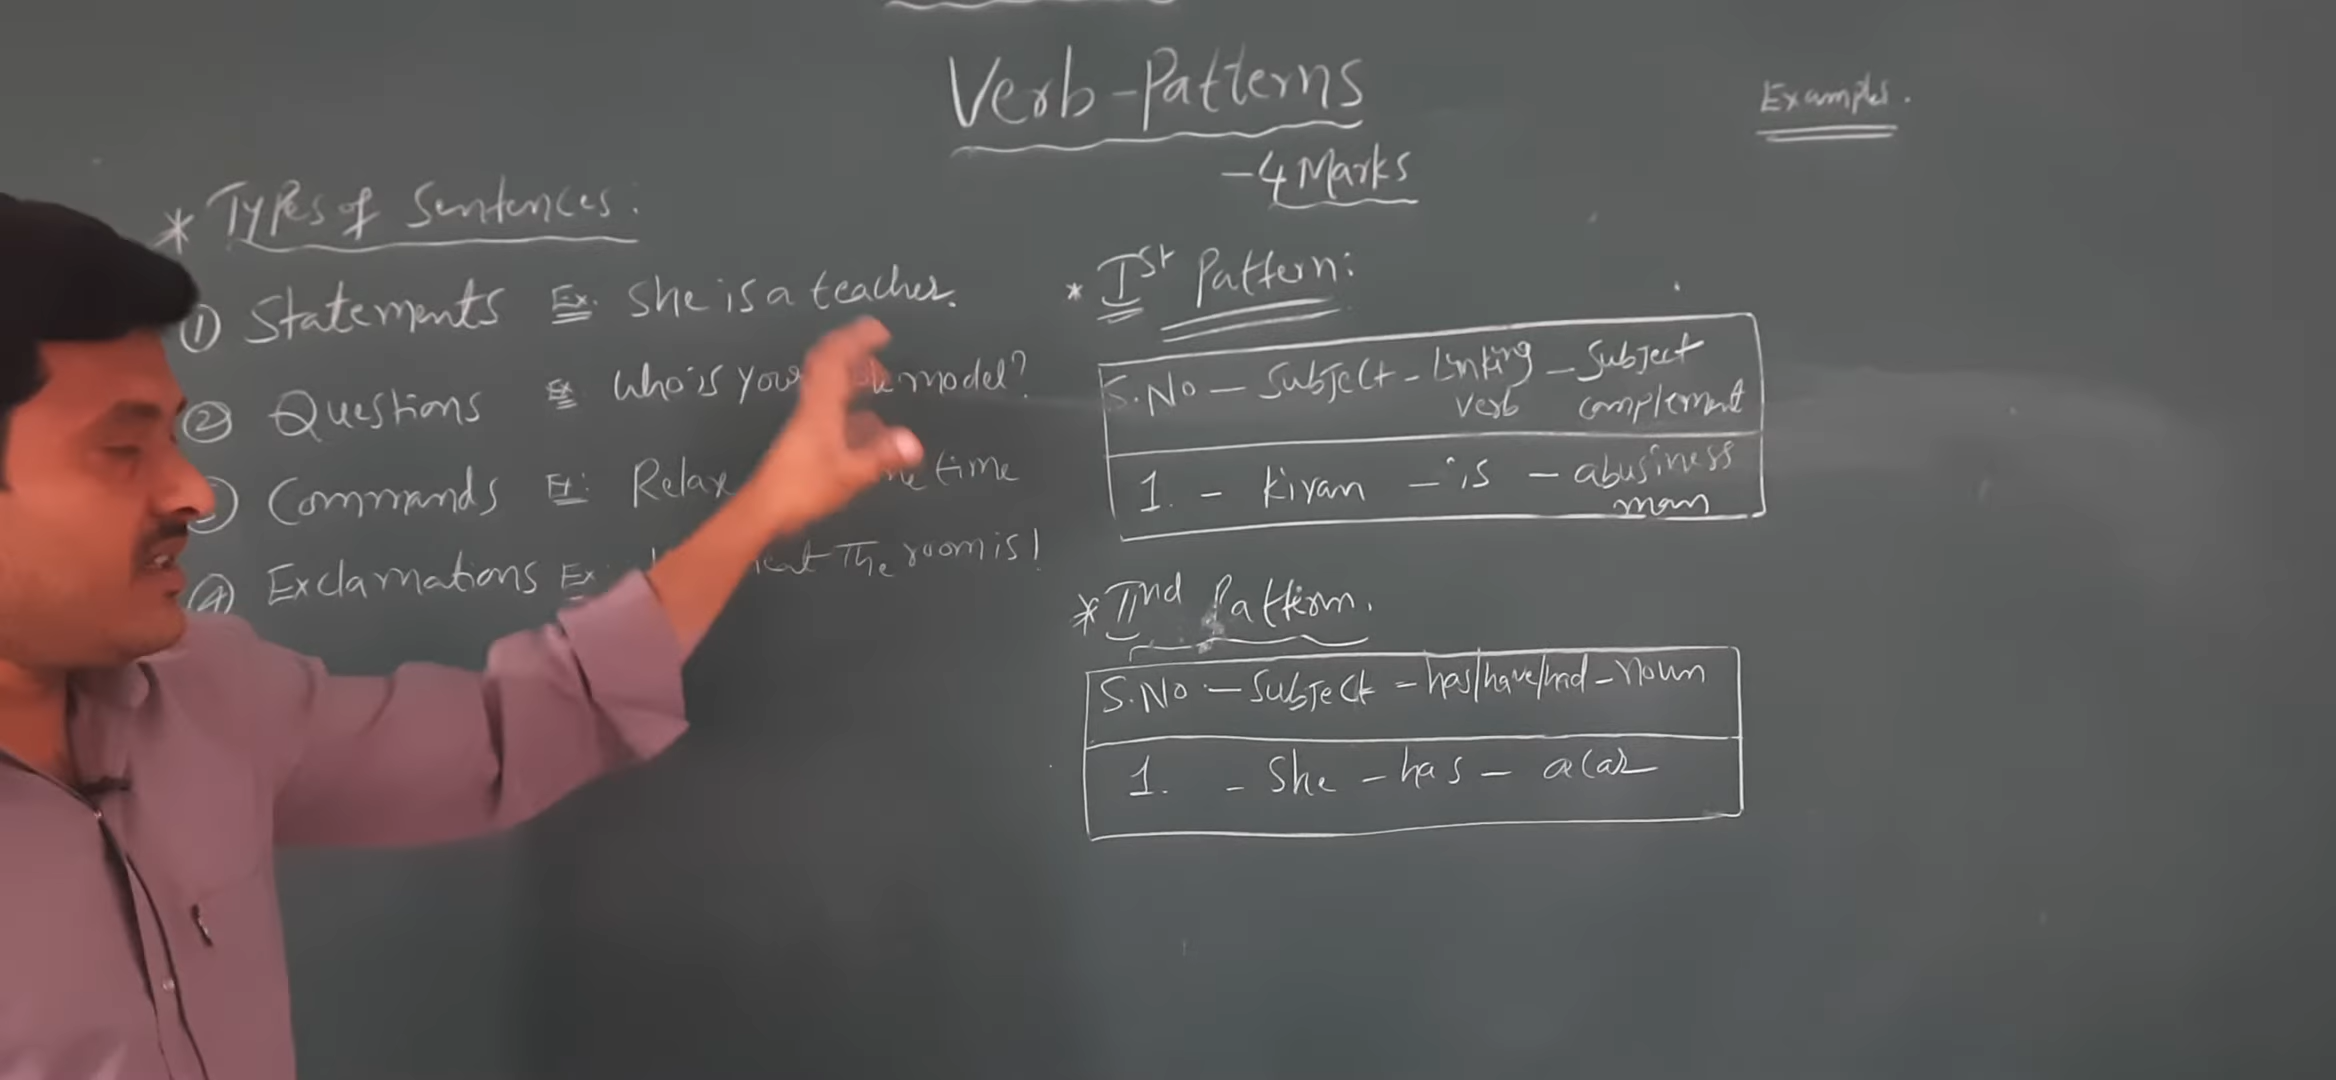 Verb-Patterns
-4 Marks
Examples.
* Types of Sentences:
① Statements Ex. She is a teacher.
② Questions Ex Who is your model?
Commands Ex: Relax time
④ Exclamations Ex: The room is!
* Ist Pattern:
S.No - Subject - Linking verb - Subject complement
1. - Kiran - is - a business man
* IInd Pattern.
S.No - Subject - has/have/had - Noun
1. - She - has - a car